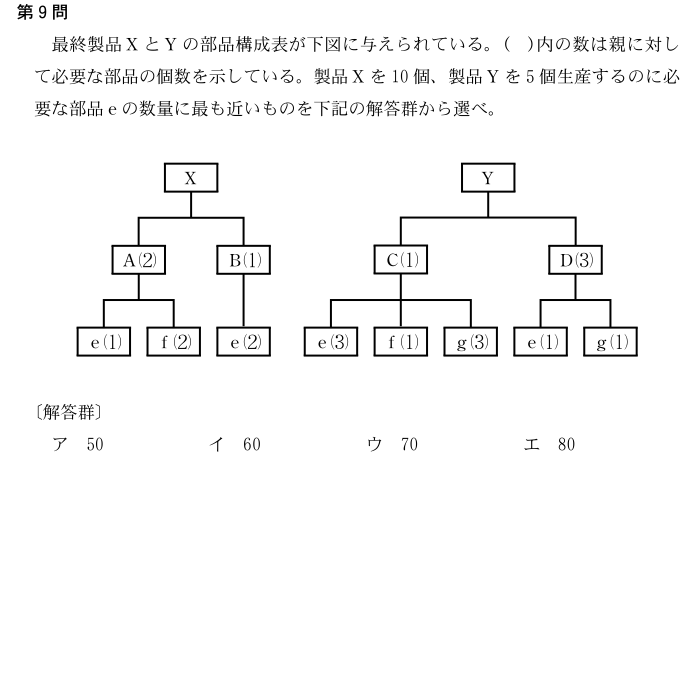 第９問
最終製品ＸとＹの部品構成表が下図に与えられている。（　）内の数は親に対し
て必要な部品の個数を示している。製品Ｘを 10 個、製品Ｙを５個生産するのに必
要な部品ｅの数量に最も近いものを下記の解答群から選べ。
X　Y
A(2)　B(1)　C(1)　D(3)
e(1)　f(2)　e(2)　e(3)　f(1)　g(3)　e(1)　g(1)
〔解答群〕
ア　50　イ　60　ウ　70　エ　80